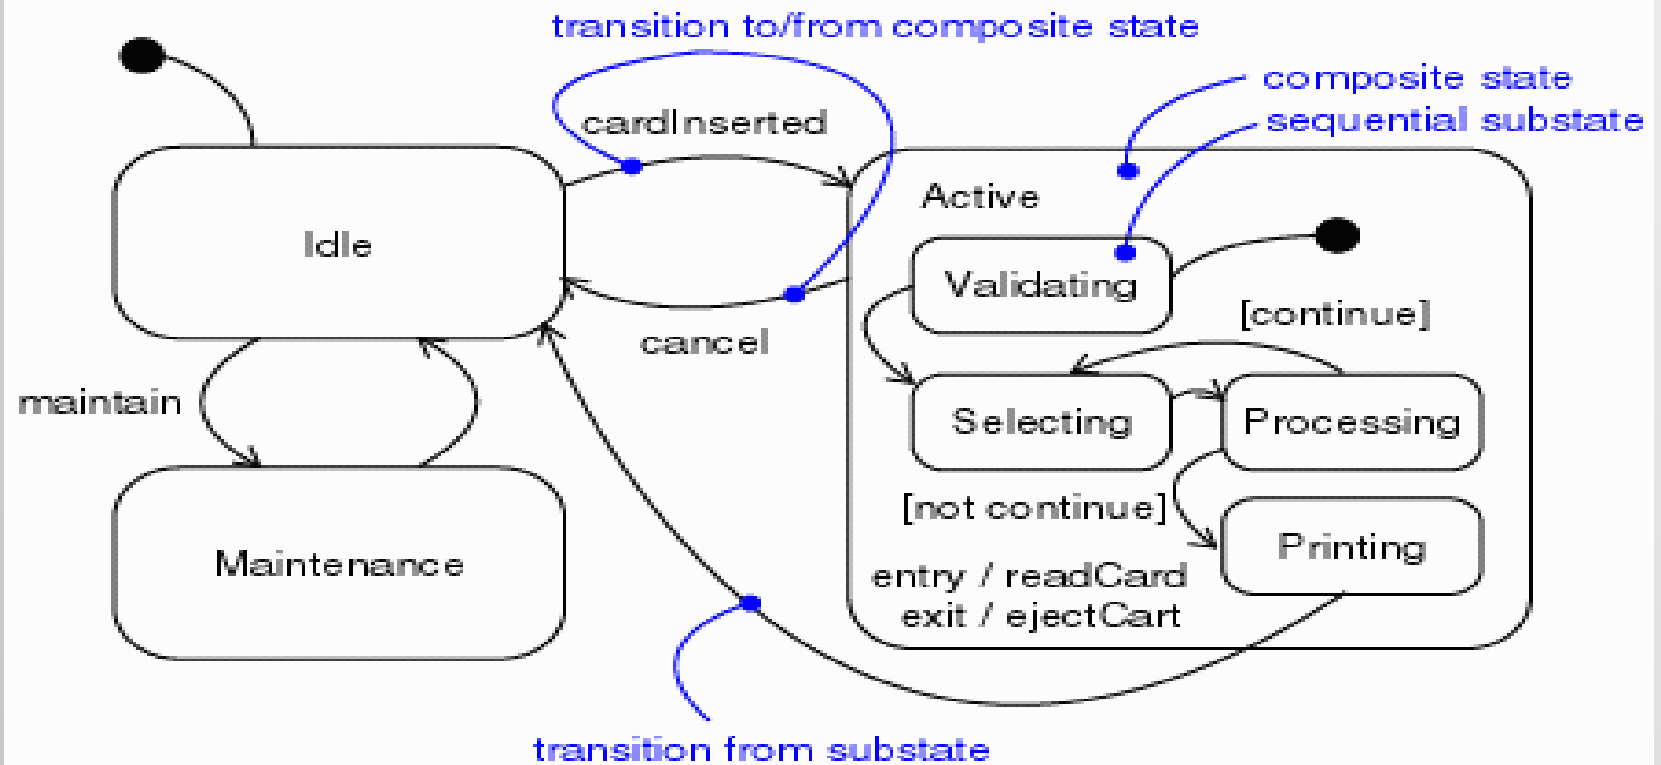 transition to/from composite state
composite state
cardInserted
sequential substate
Active
Idle
Validating
[continue]
cancel
maintain
Selecting
Processing
[not continue]
Printing
Maintenance
entry / readCard
exit / ejectCart
transition from substate